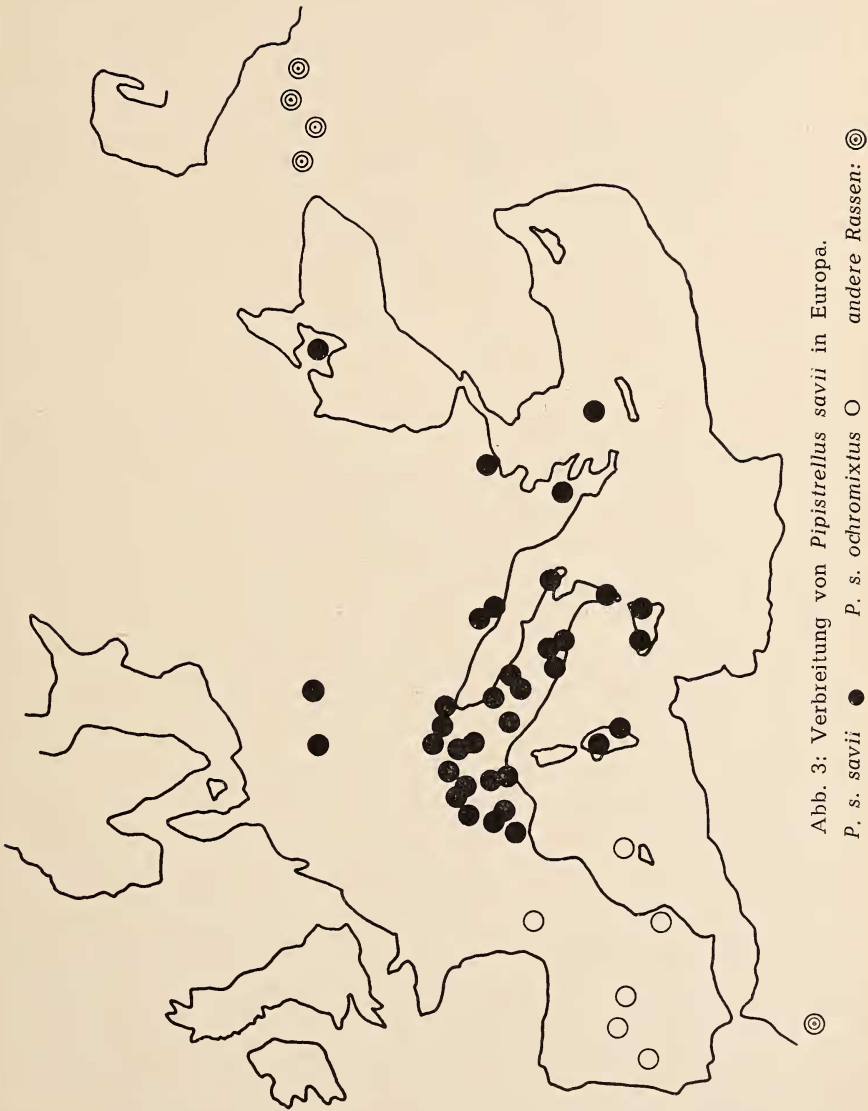 Abb. 3: Verbreitung von Pipistrellus savii in Europa.
P. s. savii ● P. s. ochromixtus ○ andere Rassen: ◎